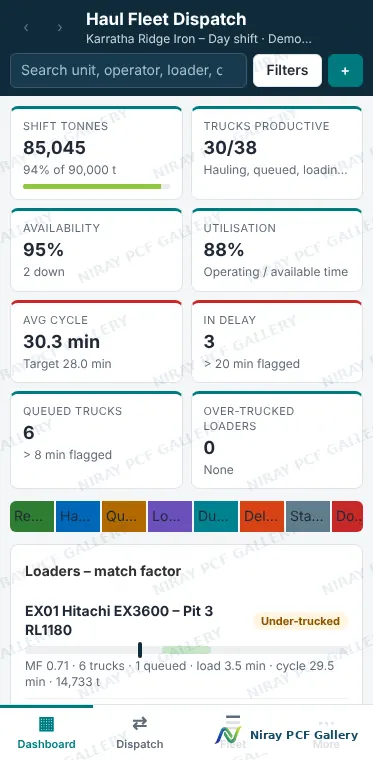 Haul Fleet Dispatch
Karratha Ridge Iron – Day shift · Demo...
Search unit, operator, loader, c
Filters
+
SHIFT TONNES
85,045
94% of 90,000 t
TRUCKS PRODUCTIVE
30/38
Hauling, queued, loadin...
AVAILABILITY
95%
2 down
UTILISATION
88%
Operating / available time
AVG CYCLE
30.3 min
Target 28.0 min
IN DELAY
3
> 20 min flagged
QUEUED TRUCKS
6
> 8 min flagged
OVER-TRUCKED
LOADERS
0
None
Re... Ha... Qu... Lo... Du... Del... Sta... Do...
Loaders – match factor
EX01 Hitachi EX3600 – Pit 3
RL1180
Under-trucked
MF 0.71 · 6 trucks · 1 queued · load 3.5 min · cycle 29.5
min · 14,733 t
Dashboard
Dispatch
Fleet
More
Niray PCF Gallery
NIRAY PCF GALLERY